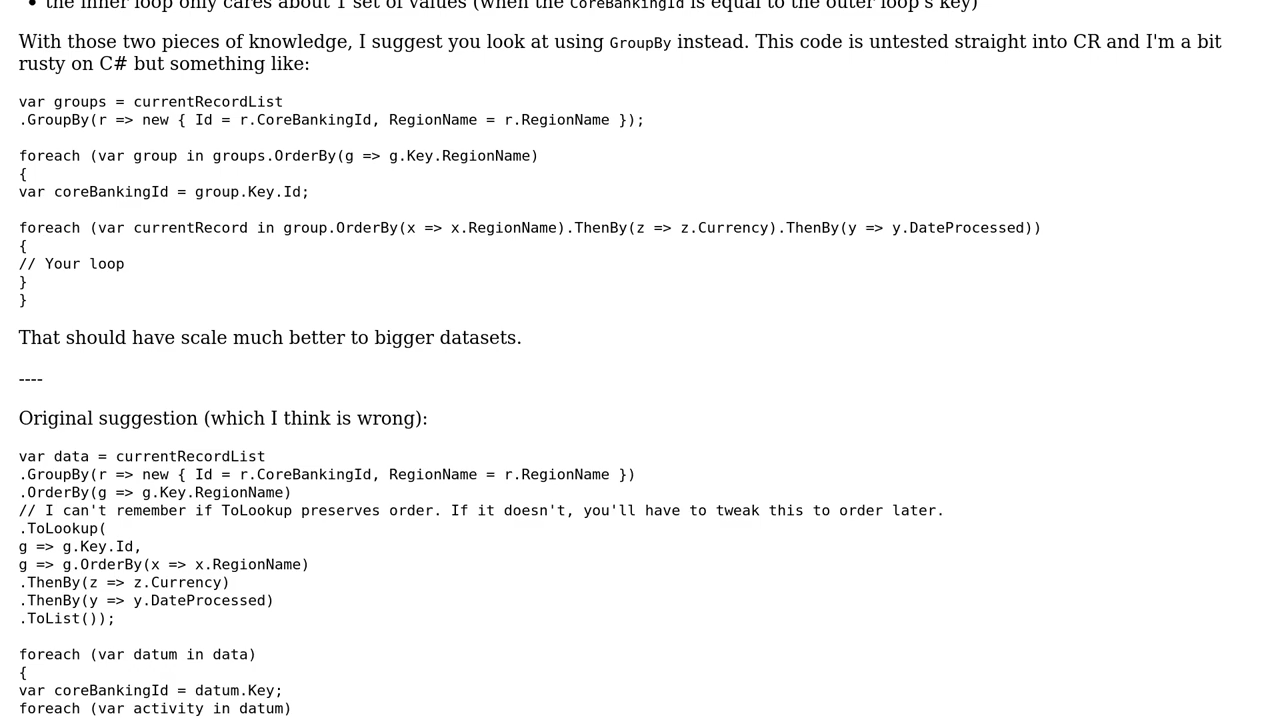 • the inner loop only cares about 1 set of values (when the CoreBankingId is equal to the outer loop's key)
With those two pieces of knowledge, I suggest you look at using GroupBy instead. This code is untested straight into CR and I'm a bit
rusty on C# but something like:
var groups = currentRecordList
.GroupBy(r => new { Id = r.CoreBankingId, RegionName = r.RegionName });
foreach (var group in groups.OrderBy(g => g.Key.RegionName)
{
var coreBankingId = group.Key.Id;
foreach (var currentRecord in group.OrderBy(x => x.RegionName).ThenBy(z => z.Currency).ThenBy(y => y.DateProcessed))
{
// Your loop
}
}
That should have scale much better to bigger datasets.
----
Original suggestion (which I think is wrong):
var data = currentRecordList
.GroupBy(r => new { Id = r.CoreBankingId, RegionName = r.RegionName })
.OrderBy(g => g.Key.RegionName)
// I can't remember if ToLookup preserves order. If it doesn't, you'll have to tweak this to order later.
.ToLookup(
g => g.Key.Id,
g => g.OrderBy(x => x.RegionName)
.ThenBy(z => z.Currency)
.ThenBy(y => y.DateProcessed)
.ToList());
foreach (var datum in data)
{
var coreBankingId = datum.Key;
foreach (var activity in datum)